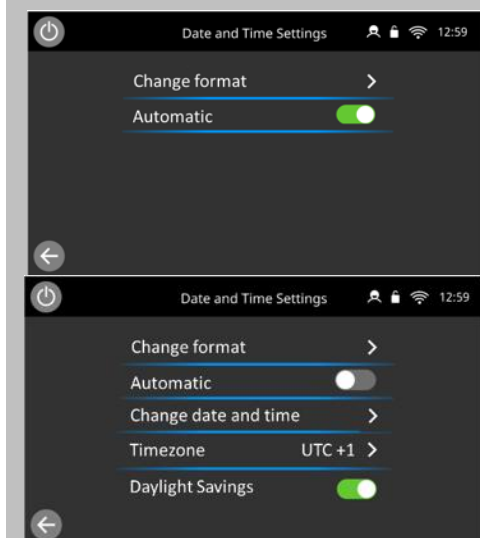 Date and Time Settings 12:59
Change format
Automatic
Date and Time Settings 12:59
Change format
Automatic
Change date and time
Timezone UTC +1
Daylight Savings